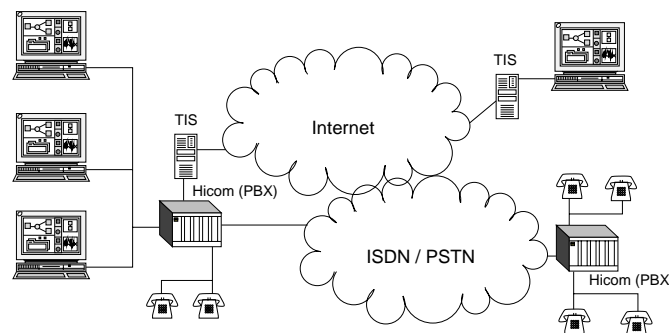 TIS
TIS
Internet
Hicom (PBX)
ISDN / PSTN
Hicom (PBX